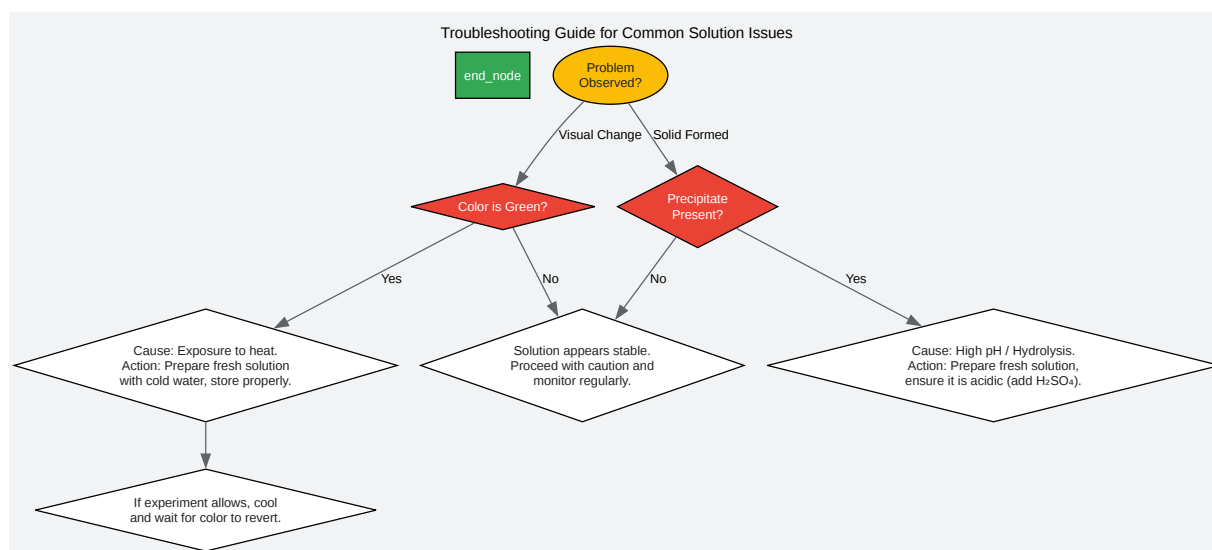 Troubleshooting Guide for Common Solution Issues
end_node
Problem
Observed?
Visual Change
Solid Formed
Color is Green?
Precipitate
Present?
Yes
No
No
Yes
Cause: Exposure to heat.
Action: Prepare fresh solution
with cold water, store properly.
Solution appears stable.
Proceed with caution and
monitor regularly.
Cause: High pH / Hydrolysis.
Action: Prepare fresh solution,
ensure it is acidic (add H₂SO₄).
If experiment allows, cool
and wait for color to revert.